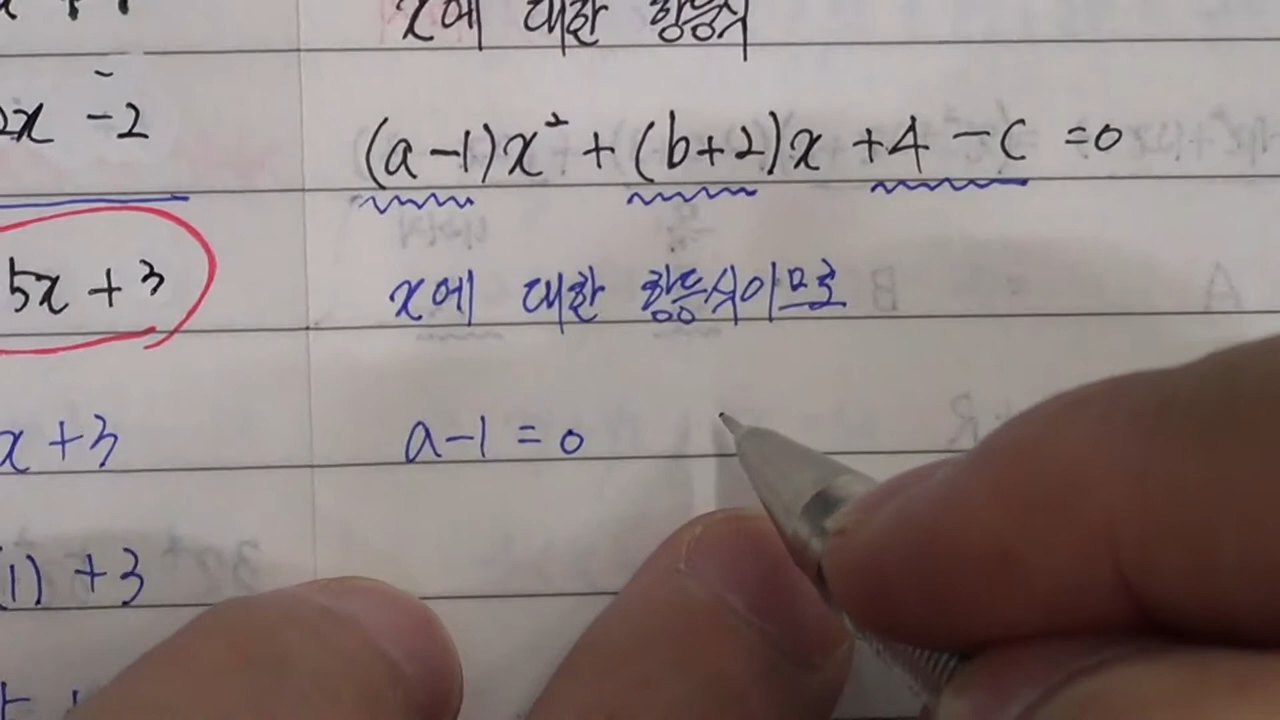 x에 대한 항등식
2x - 2
(a-1)x² + (b+2)x + 4 - c = 0
5x + 3
x에 대한 항등식이므로
x + 3
a-1 = 0
1) + 3